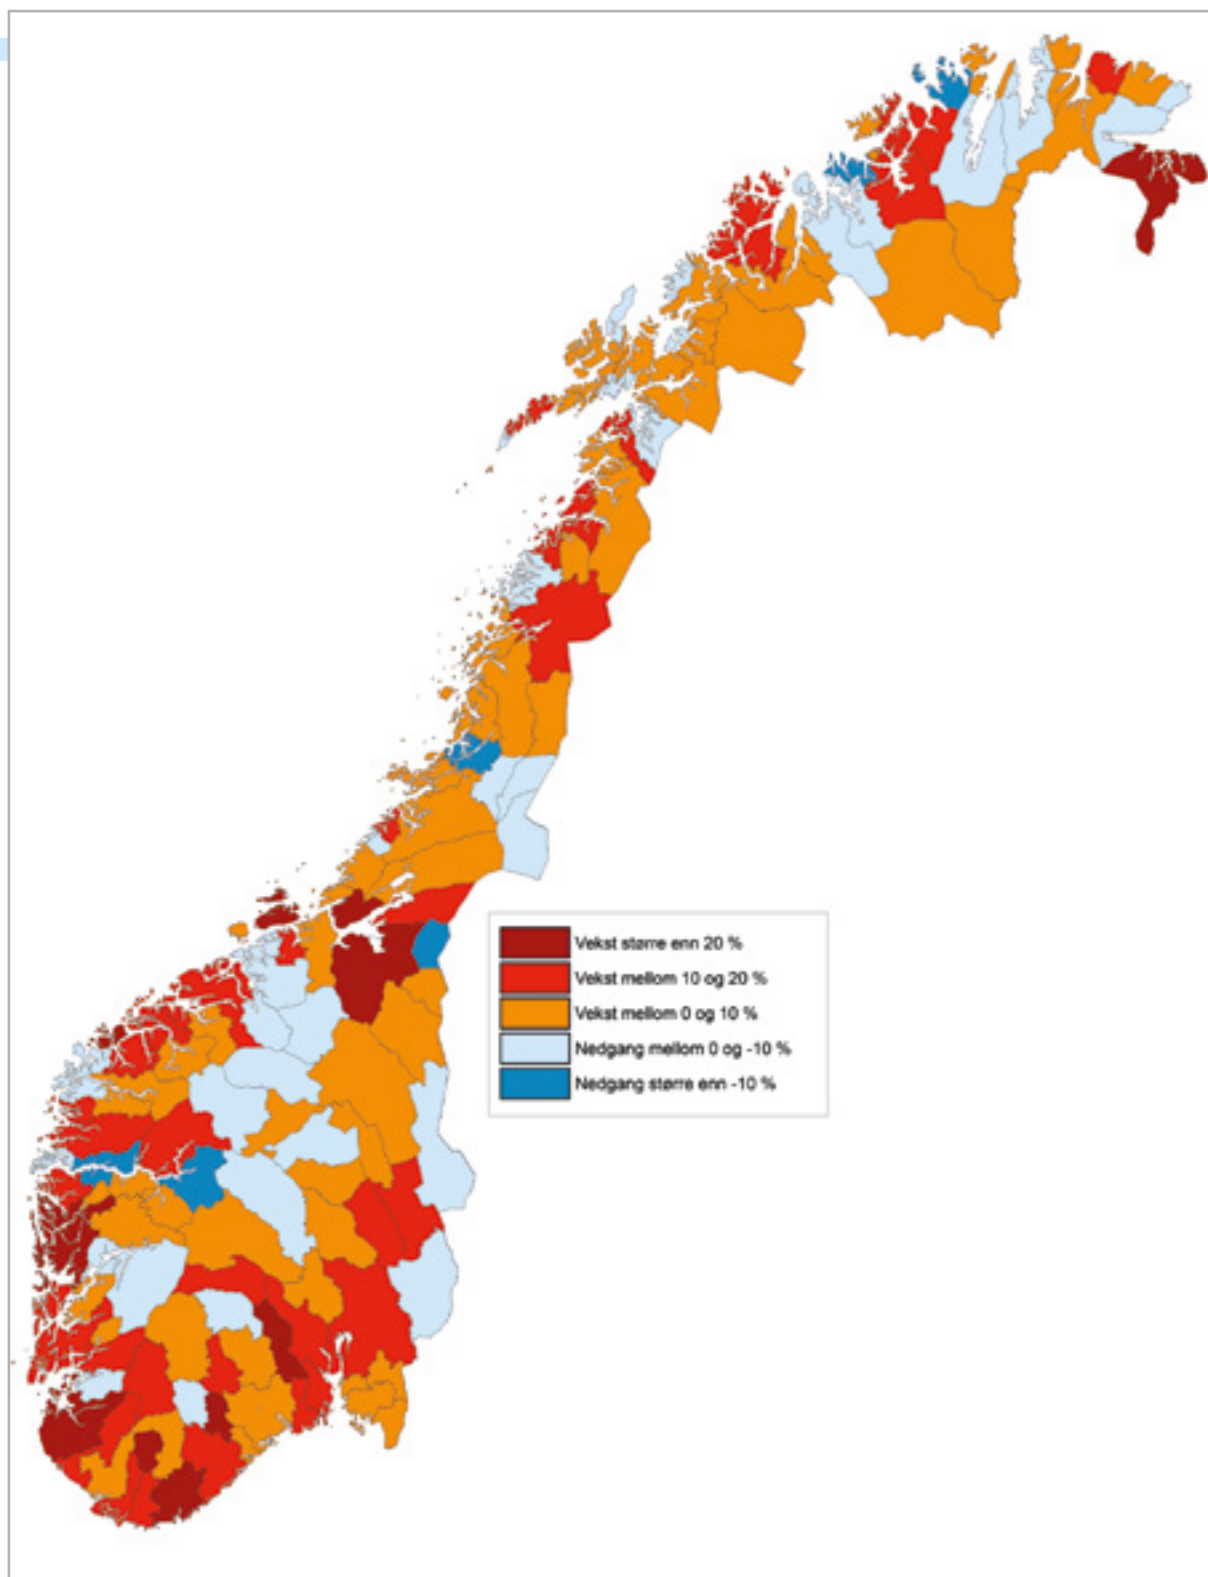 Vekst større enn 20 %
Vekst mellom 10 og 20 %
Vekst mellom 0 og 10 %
Nedgang mellom 0 og -10 %
Nedgang større enn -10 %